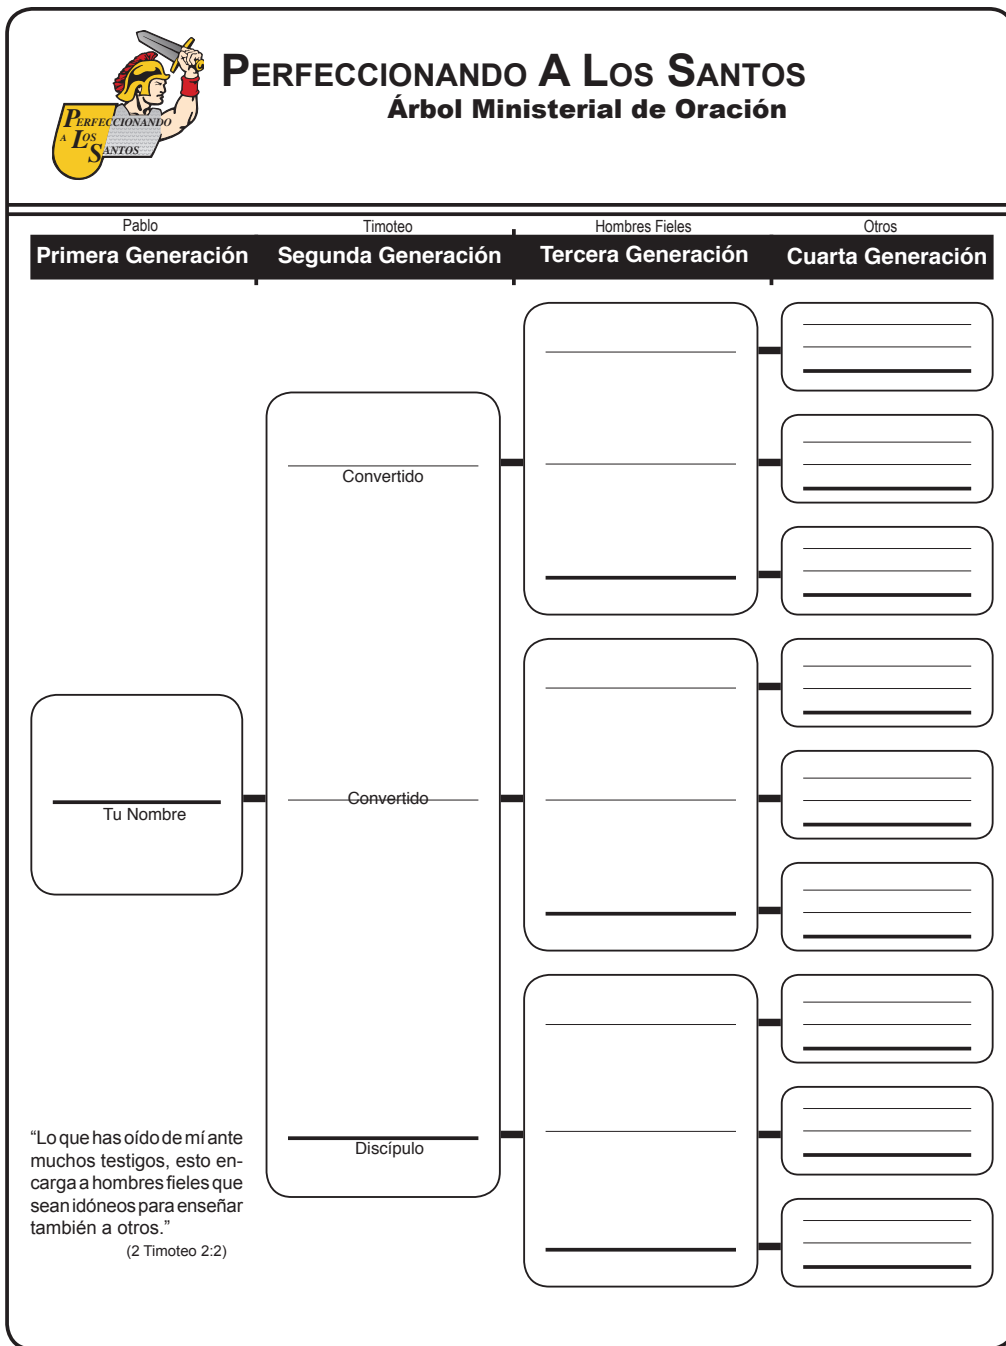 PERFECCIONANDO A LOS SANTOS
Árbol Ministerial de Oración
PERFECCIONANDO
A LOS
SANTOS
Pablo
Timoteo
Hombres Fieles
Otros
Primera Generación
Segunda Generación
Tercera Generación
Cuarta Generación
Convertido
Tu Nombre
Convertido
Discípulo
“Lo que has oído de mí ante
muchos testigos, esto en-
carga a hombres fieles que
sean idóneos para enseñar
también a otros.”
(2 Timoteo 2:2)